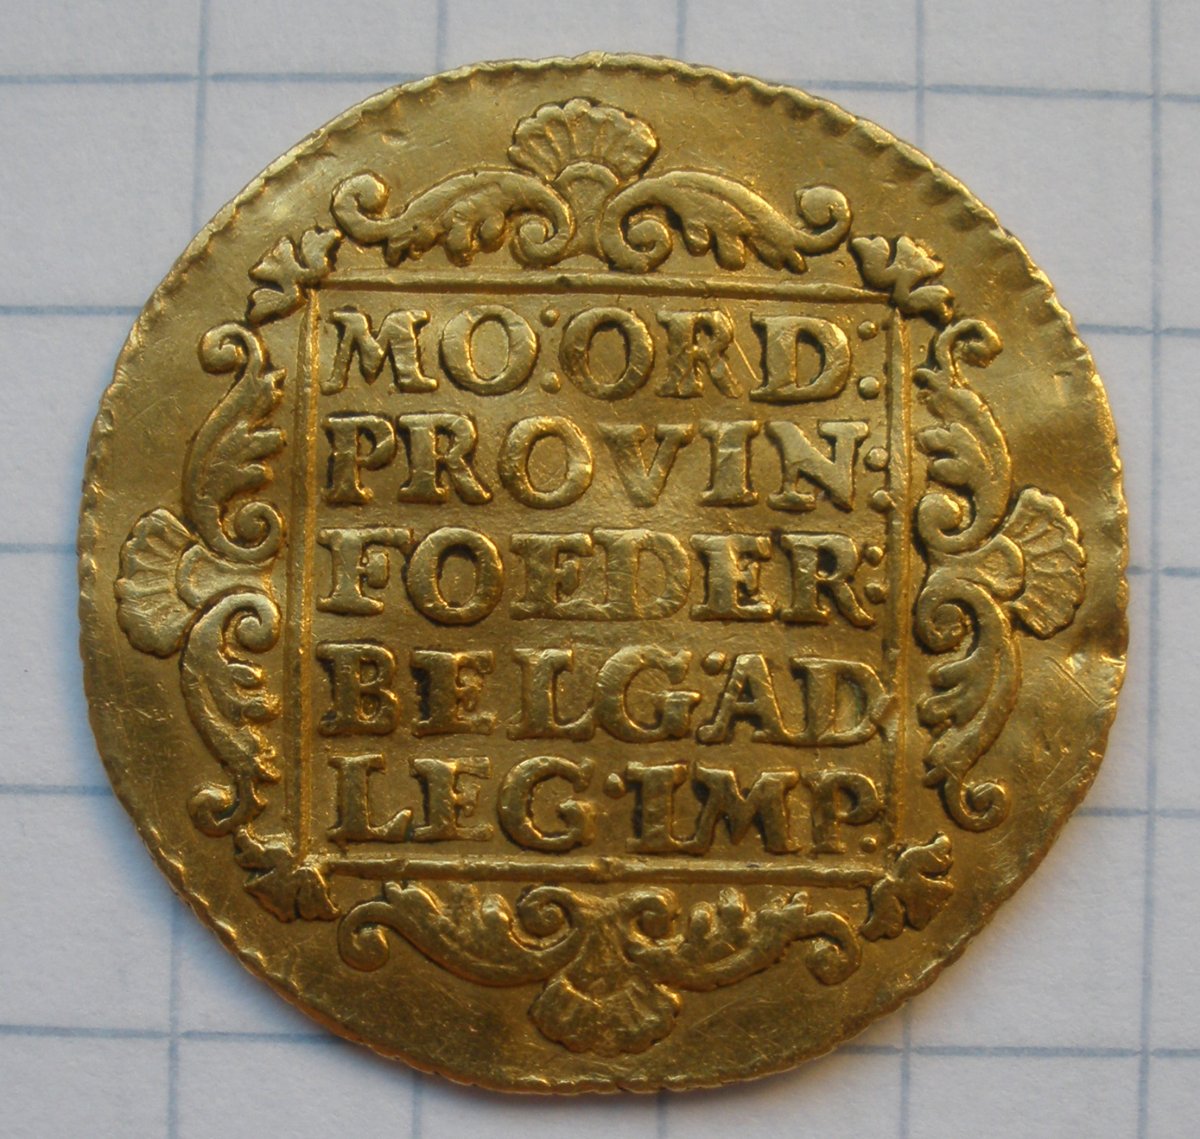 MO:ORD:
PROVIN:
FOEDER:
BELG·AD
LEG·IMP.